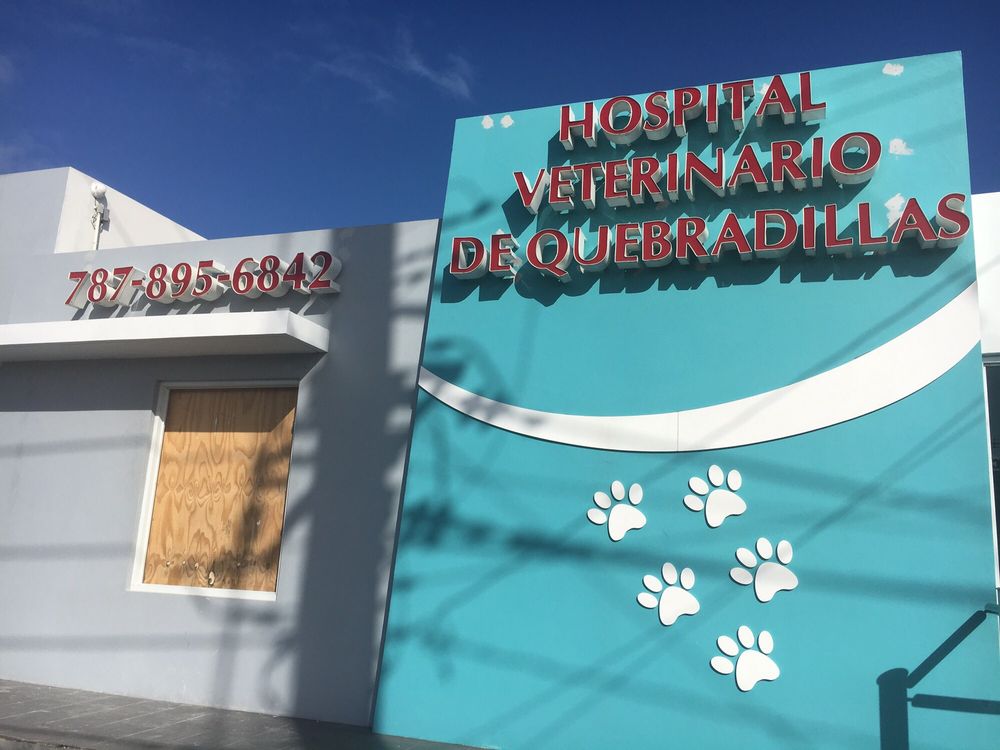 HOSPITAL
VETERINARIO
DE QUEBRADILLAS
787-895-6842